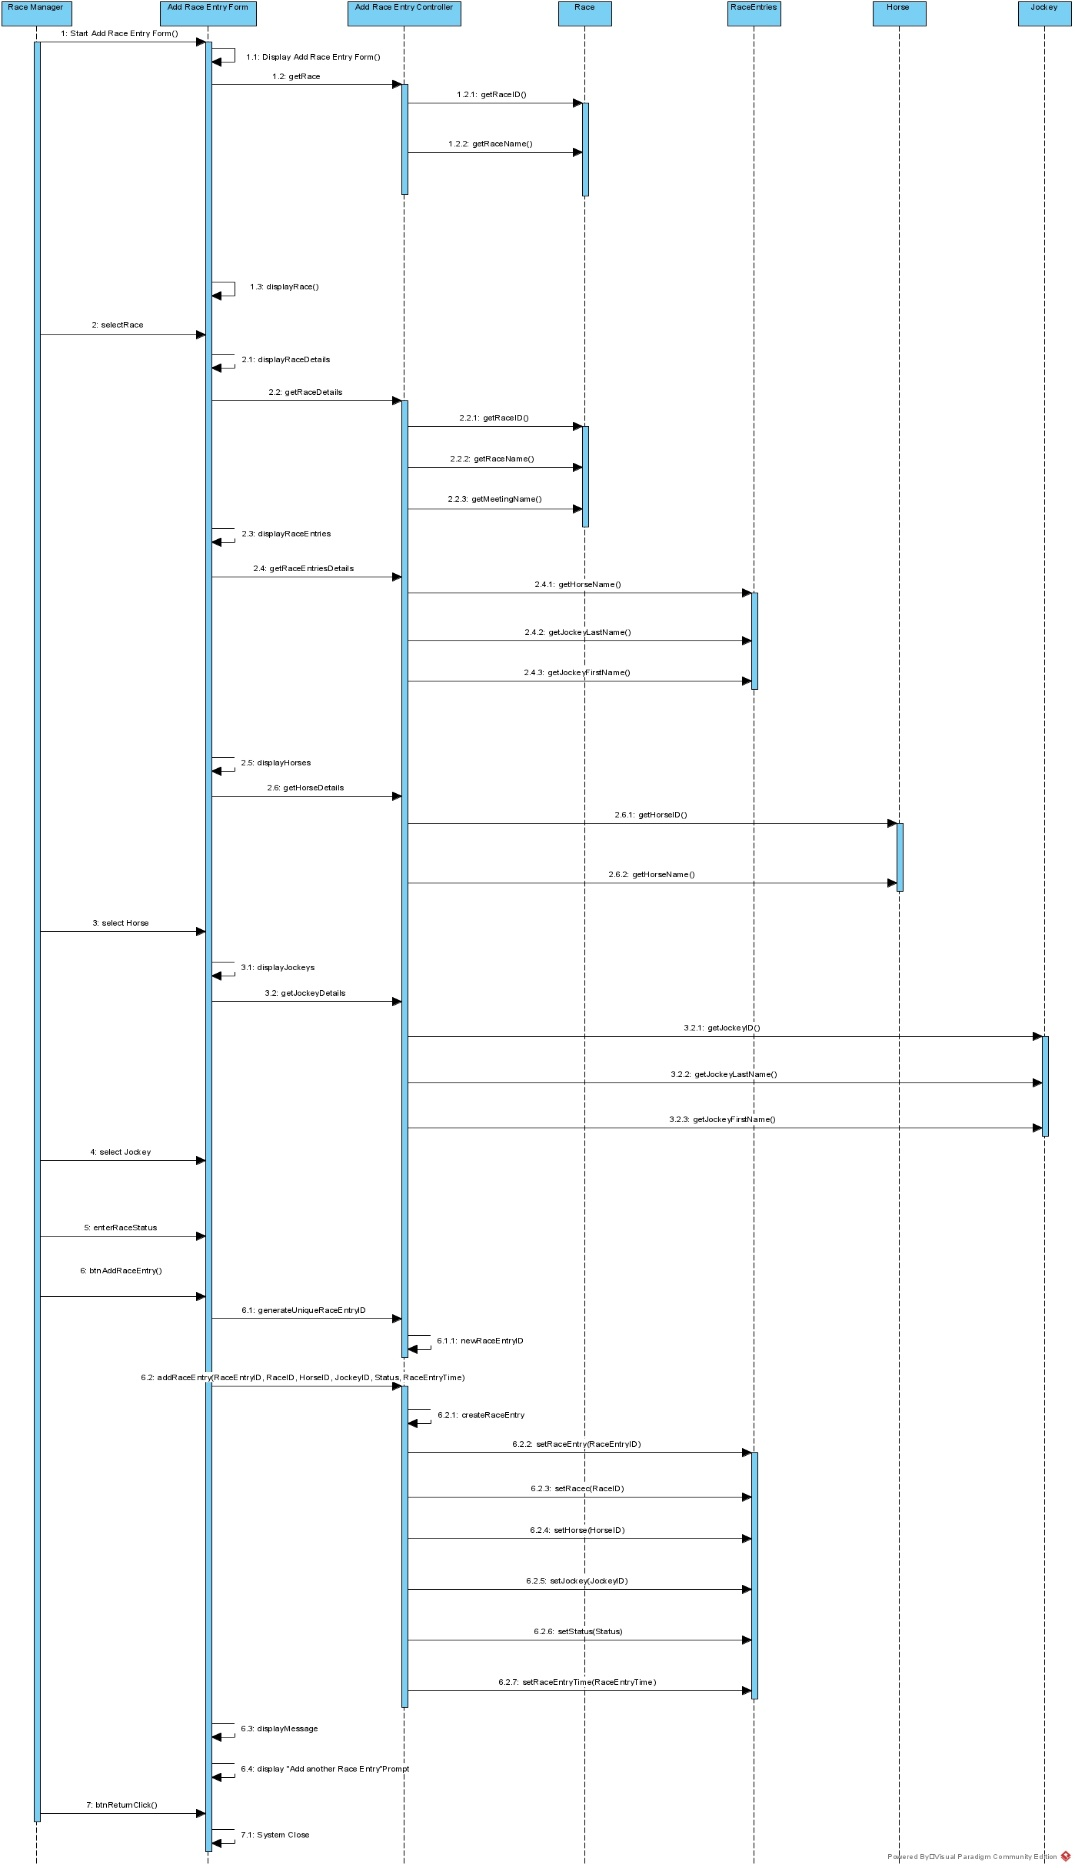 Race Manager
Add Race Entry Form
Add Race Entry Controller
Race
RaceEntries
Horse
Jockey
1: Start Add Race Entry Form()
1.1: Display Add Race Entry Form()
1.2: getRace
1.2.1: getRaceID()
1.2.2: getRaceName()
1.3: displayRace()
2: selectRace
2.1: displayRaceDetails
2.2: getRaceDetails
2.2.1: getRaceID()
2.2.2: getRaceName()
2.2.3: getMeetingName()
2.3: displayRaceEntries
2.4: getRaceEntriesDetails
2.4.1: getHorseName()
2.4.2: getJockeyLastName()
2.4.3: getJockeyFirstName()
2.5: displayHorses
2.6: getHorseDetails
2.6.1: getHorseID()
2.6.2: getHorseName()
3: select Horse
3.1: displayJockeys
3.2: getJockeyDetails
3.2.1: getJockeyID()
3.2.2: getJockeyLastName()
3.2.3: getJockeyFirstName()
4: select Jockey
5: enterRaceStatus
6: btnAddRaceEntry()
6.1: generateUniqueRaceEntryID
6.1.1: newRaceEntryID
6.2: addRaceEntry(RaceEntryID, RaceID, HorseID, JockeyID, Status, RaceEntryTime)
6.2.1: createRaceEntry
6.2.2: setRaceEntry(RaceEntryID)
6.2.3: setRacec(RaceID)
6.2.4: setHorse(HorseID)
6.2.5: setJockey(JockeyID)
6.2.6: setStatus(Status)
6.2.7: setRaceEntryTime(RaceEntryTime)
6.3: displayMessage
6.4: display "Add another Race Entry"Prompt
7: btnReturnClick()
7.1: System Close
Powered By Visual Paradigm Community Edition